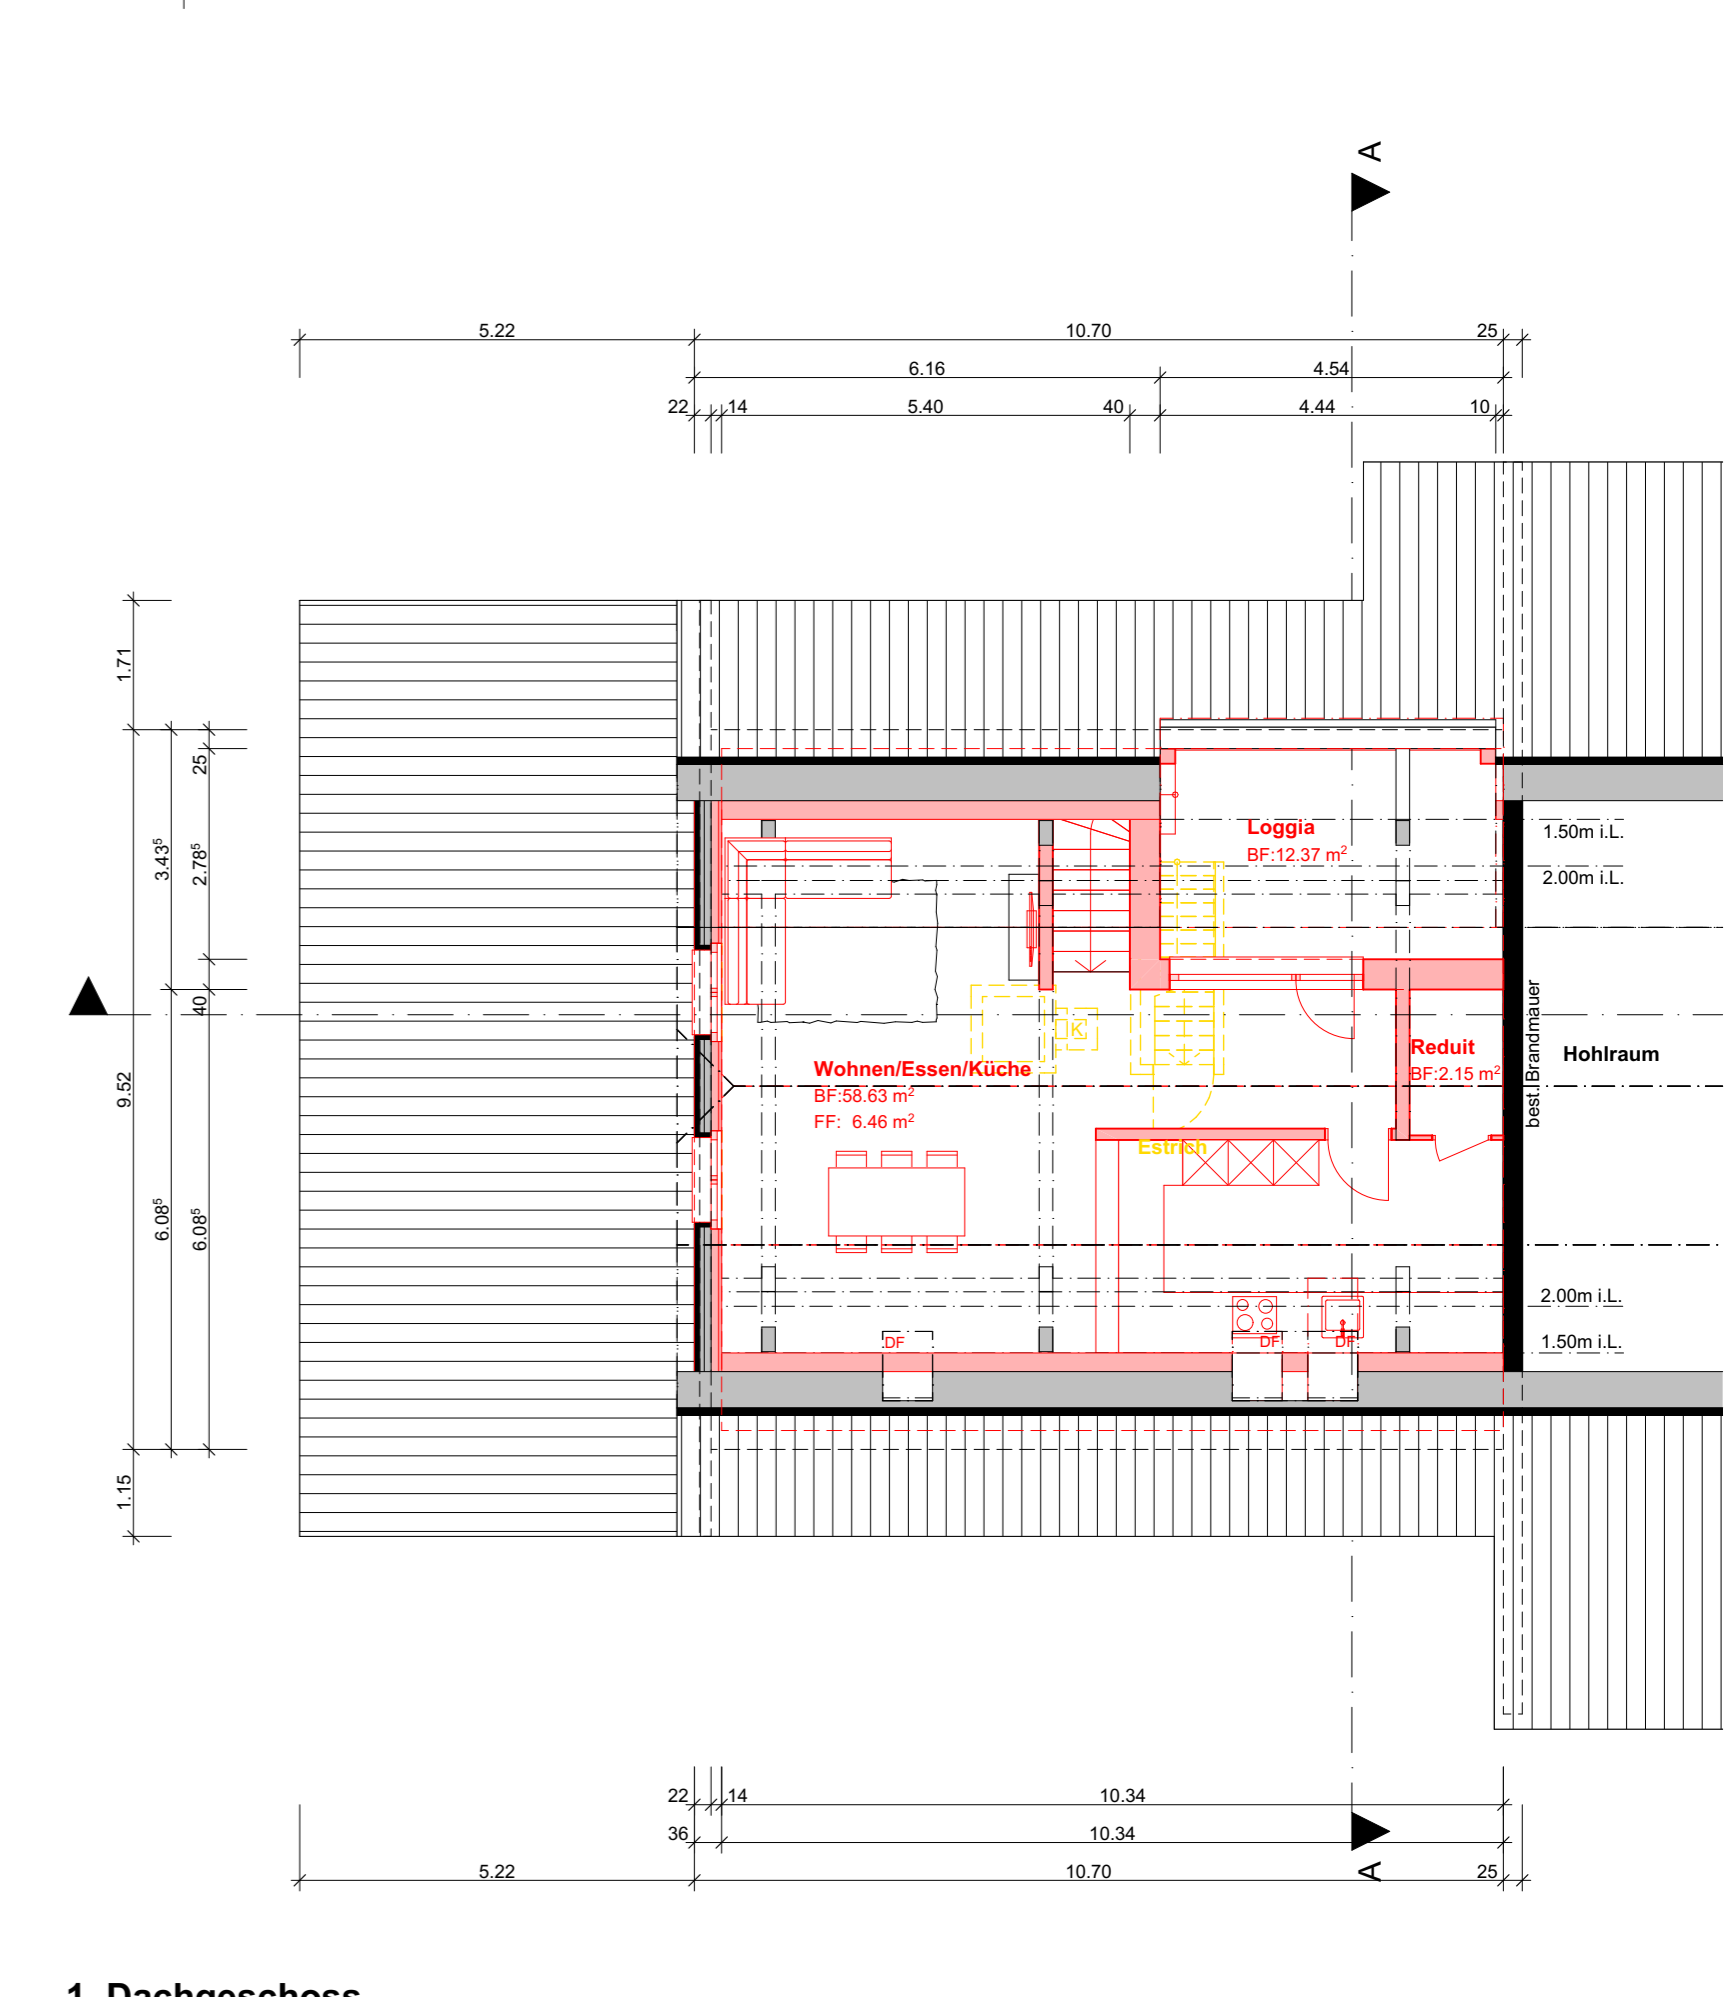 A
5.22
10.70
25
6.16
4.54
22
14
5.40
40
4.44
10
1.71
25
3.43⁵
2.78⁵
40
9.52
6.08⁵
6.08⁵
1.15
Loggia
BF:12.37 m²
1.50m i.L.
2.00m i.L.
K
Wohnen/Essen/Küche
BF:58.63 m²
FF: 6.46 m²
Reduit
BF:2.15 m²
best. Brandmauer
Hohlraum
Estrich
2.00m i.L.
1.50m i.L.
DF
DF
DF
22
14
10.34
36
10.34
5.22
10.70
A
25
1. Dachgeschoss